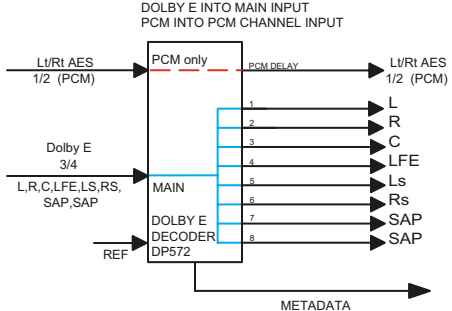 DOLBY E INTO MAIN INPUT
PCM INTO PCM CHANNEL INPUT
Lt/Rt AES
1/2 (PCM)
PCM only
PCM DELAY
Lt/Rt AES
1/2 (PCM)
1
L
2
R
3
C
Dolby E
3/4
4
LFE
L,R,C,LFE,LS,RS,
SAP,SAP
MAIN
5
Ls
6
Rs
7
SAP
8
SAP
DOLBY E
DECODER
DP572
REF
METADATA